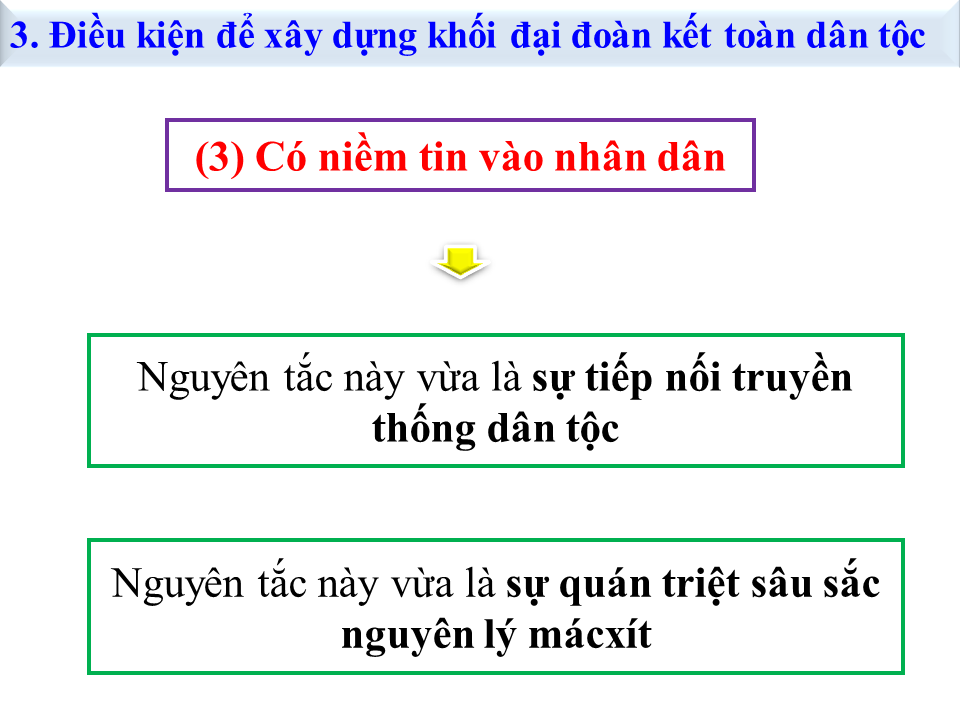 3. Điều kiện để xây dựng khối đại đoàn kết toàn dân tộc
(3) Có niềm tin vào nhân dân
Nguyên tắc này vừa là sự tiếp nối truyền
thống dân tộc
Nguyên tắc này vừa là sự quán triệt sâu sắc
nguyên lý mácxít